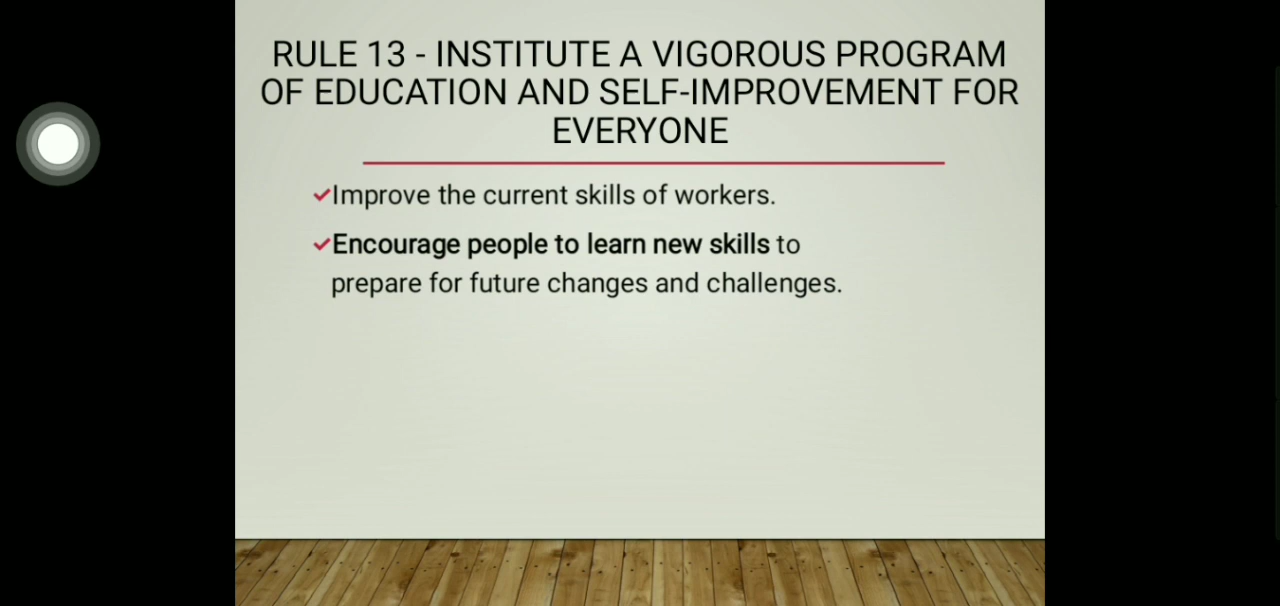 RULE 13 - INSTITUTE A VIGOROUS PROGRAM
OF EDUCATION AND SELF-IMPROVEMENT FOR
EVERYONE
✓Improve the current skills of workers.
✓Encourage people to learn new skills to
prepare for future changes and challenges.